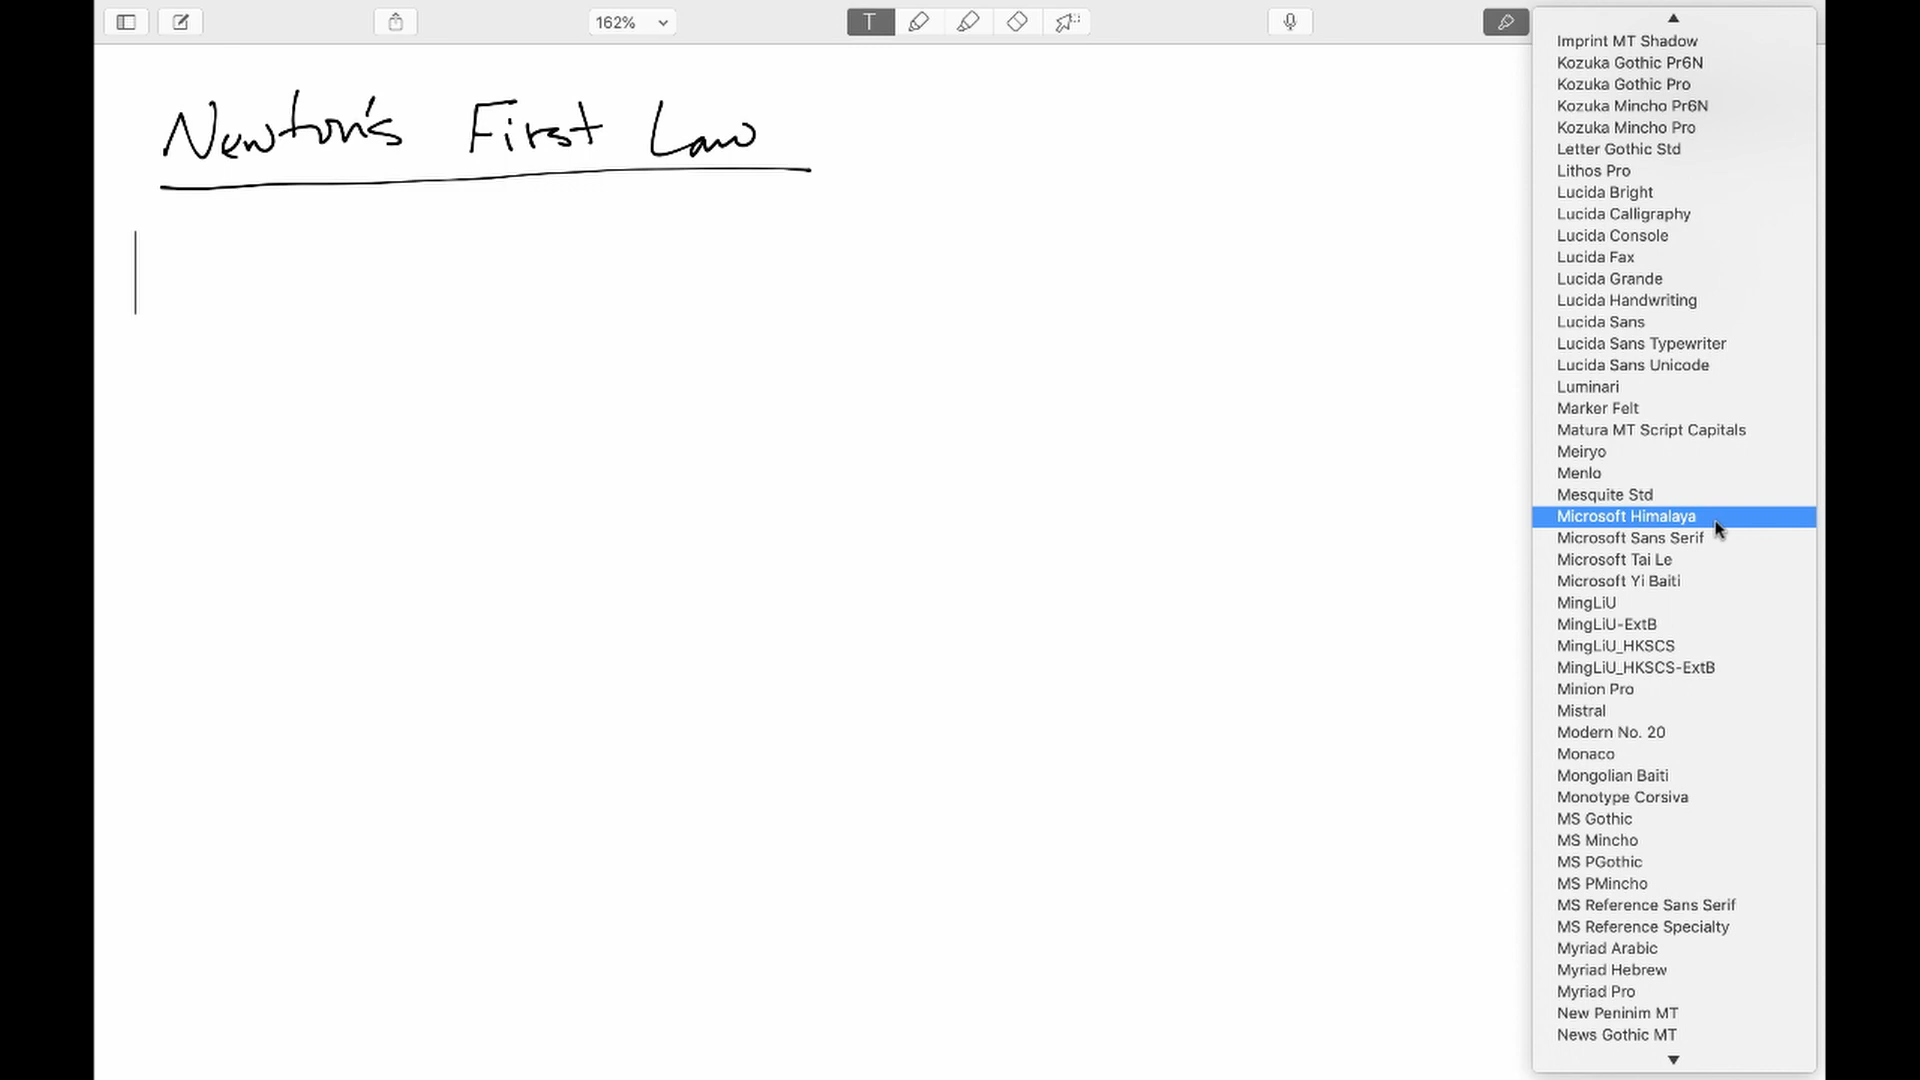 162%
Newton's First Law
Imprint MT Shadow
Kozuka Gothic Pr6N
Kozuka Gothic Pro
Kozuka Mincho Pr6N
Kozuka Mincho Pro
Letter Gothic Std
Lithos Pro
Lucida Bright
Lucida Calligraphy
Lucida Console
Lucida Fax
Lucida Grande
Lucida Handwriting
Lucida Sans
Lucida Sans Typewriter
Lucida Sans Unicode
Luminari
Marker Felt
Matura MT Script Capitals
Meiryo
Menlo
Mesquite Std
Microsoft Himalaya
Microsoft Sans Serif
Microsoft Tai Le
Microsoft Yi Baiti
MingLiU
MingLiU-ExtB
MingLiU_HKSCS
MingLiU_HKSCS-ExtB
Minion Pro
Mistral
Modern No. 20
Monaco
Mongolian Baiti
Monotype Corsiva
MS Gothic
MS Mincho
MS PGothic
MS PMincho
MS Reference Sans Serif
MS Reference Specialty
Myriad Arabic
Myriad Hebrew
Myriad Pro
New Peninim MT
News Gothic MT